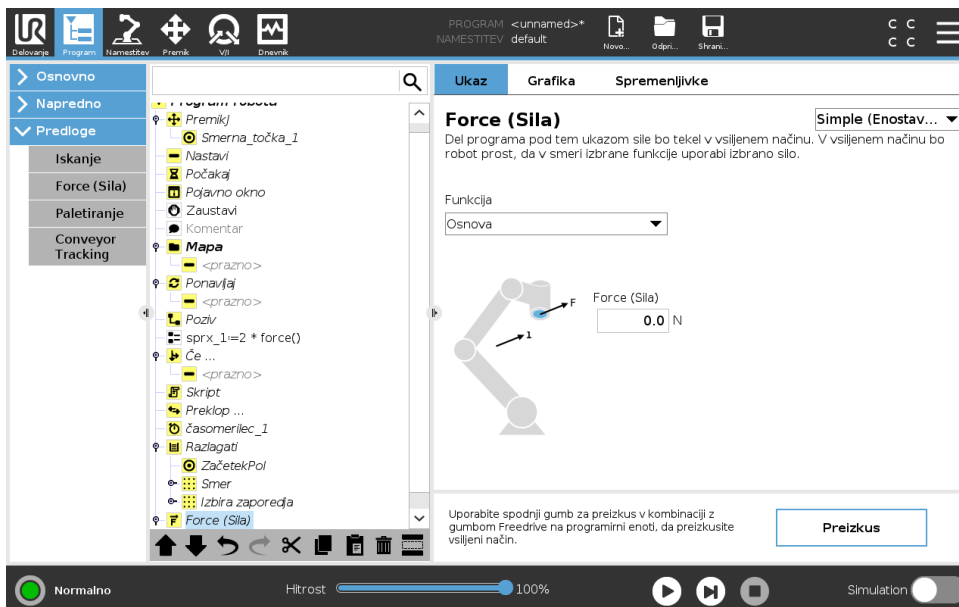 PROGRAM <unnamed>*
NAMESTITEV default
Delovanje Program Namestitev Premik V/I Dnevnik Novo... Odpri... Shrani...
C C
C C
Osnovno
Napredno
Predloge
Iskanje
Force (Sila)
Paletiranje
Conveyor
Tracking
Program robota
PremikJ
Smerna_točka_1
Nastavi
Počakaj
Pojavno okno
Zaustavi
Komentar
Mapa
<prazno>
Ponavljaj
<prazno>
Poziv
sprx_1≔2 * force()
Če ...
<prazno>
Skript
Preklop ...
časomerilec_1
Razlagati
ZačetekPol
Smer
Izbira zaporedja
Force (Sila)
Ukaz Grafika Spremenljivke
Force (Sila)
Simple (Enostav...
Del programa pod tem ukazom sile bo tekel v vsiljenem načinu. V vsiljenem načinu bo
robot prost, da v smeri izbrane funkcije uporabi izbrano silo.
Funkcija
Osnova
F
1
Force (Sila)
0.0 N
Uporabite spodnji gumb za preizkus v kombinaciji z
gumbom Freedrive na programirni enoti, da preizkusite
vsiljeni način.
Preizkus
Normalno
Hitrost 100%
Simulation